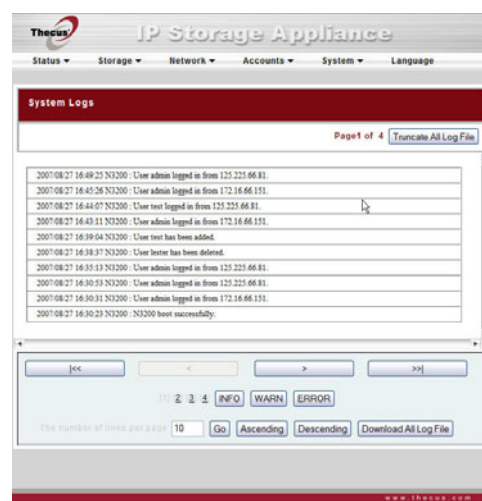 Thecus
IP Storage Appliance
Status Storage Network Accounts System Language
System Logs
Page1 of 4 Truncate All Log File
2007/08/27 16:49:25 N3200 : User admin logged in from 125.225.66.81.
2007/08/27 16:45:26 N3200 : User admin logged in from 172.16.66.151.
2007/08/27 16:44:07 N3200 : User test logged in from 125.225.66.81.
2007/08/27 16:43:11 N3200 : User admin logged in from 172.16.66.151.
2007/08/27 16:39:04 N3200 : User test has been added.
2007/08/27 16:38:37 N3200 : User lester has been deleted.
2007/08/27 16:35:13 N3200 : User admin logged in from 125.225.66.81.
2007/08/27 16:30:53 N3200 : User admin logged in from 125.225.66.81.
2007/08/27 16:30:31 N3200 : User admin logged in from 172.16.66.151.
2007/08/27 16:30:23 N3200 : N3200 boot successfully.
|<< < > >>|
[1] 2 3 4 INFO WARN ERROR
The number of lines per page 10 Go Ascending Descending Download All Log File
www.thecus.com